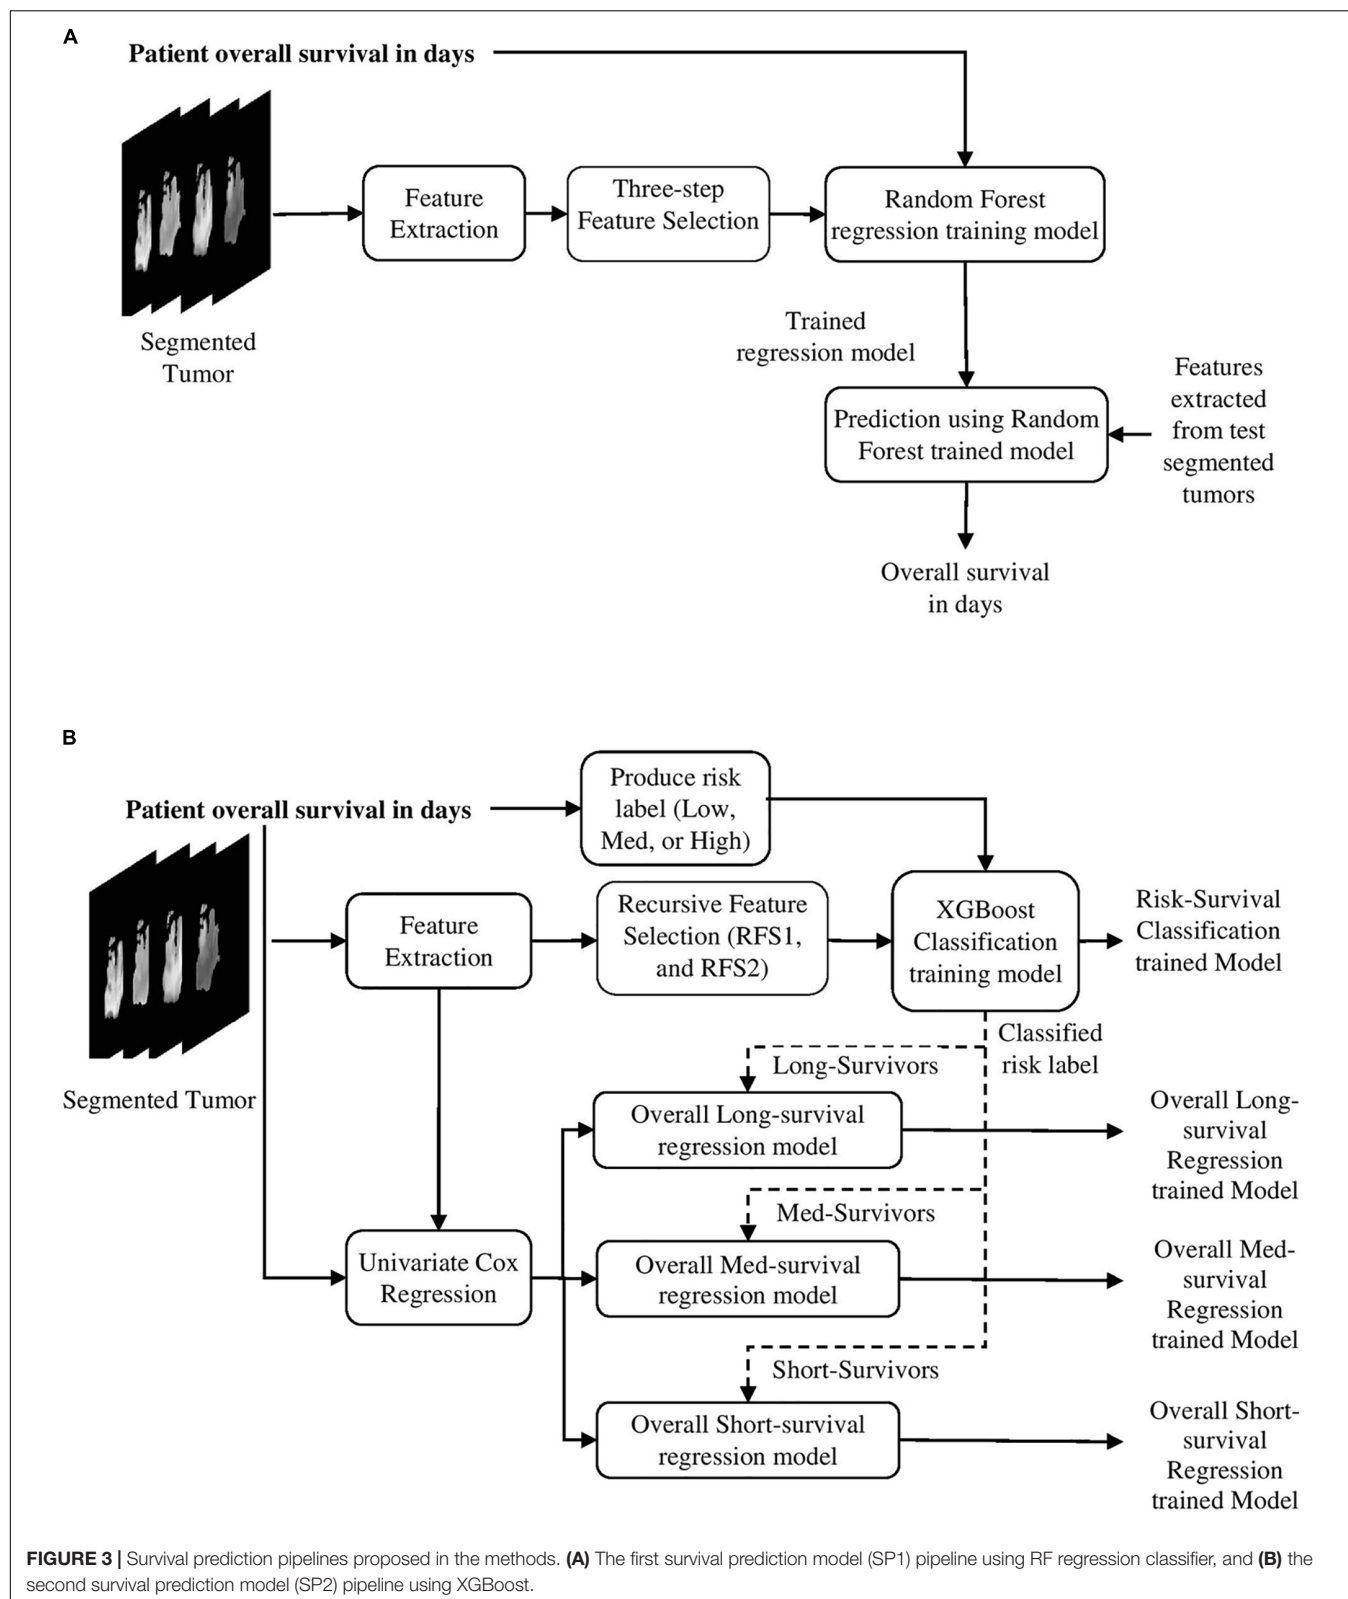 A
Patient overall survival in days
Feature
Extraction
Three-step
Feature Selection
Random Forest
regression training model
Segmented
Tumor
Trained
regression model
Features
extracted
from test
segmented
tumors
Prediction using Random
Forest trained model
Overall survival
in days
B
Patient overall survival in days
Produce risk
label (Low,
Med, or High)
Feature
Extraction
Recursive Feature
Selection (RFS1,
and RFS2)
XGBoost
Classification
training model
Risk-Survival
Classification
trained Model
Segmented Tumor
Classified
risk label
Long-Survivors
Overall Long-survival
regression model
Overall Long-
survival
Regression
trained Model
Med-Survivors
Univariate Cox
Regression
Overall Med-survival
regression model
Overall Med-
survival
Regression
trained Model
Short-Survivors
Overall Short-survival
regression model
Overall Short-
survival
Regression
trained Model
FIGURE 3 | Survival prediction pipelines proposed in the methods. (A) The first survival prediction model (SP1) pipeline using RF regression classifier, and (B) the
second survival prediction model (SP2) pipeline using XGBoost.